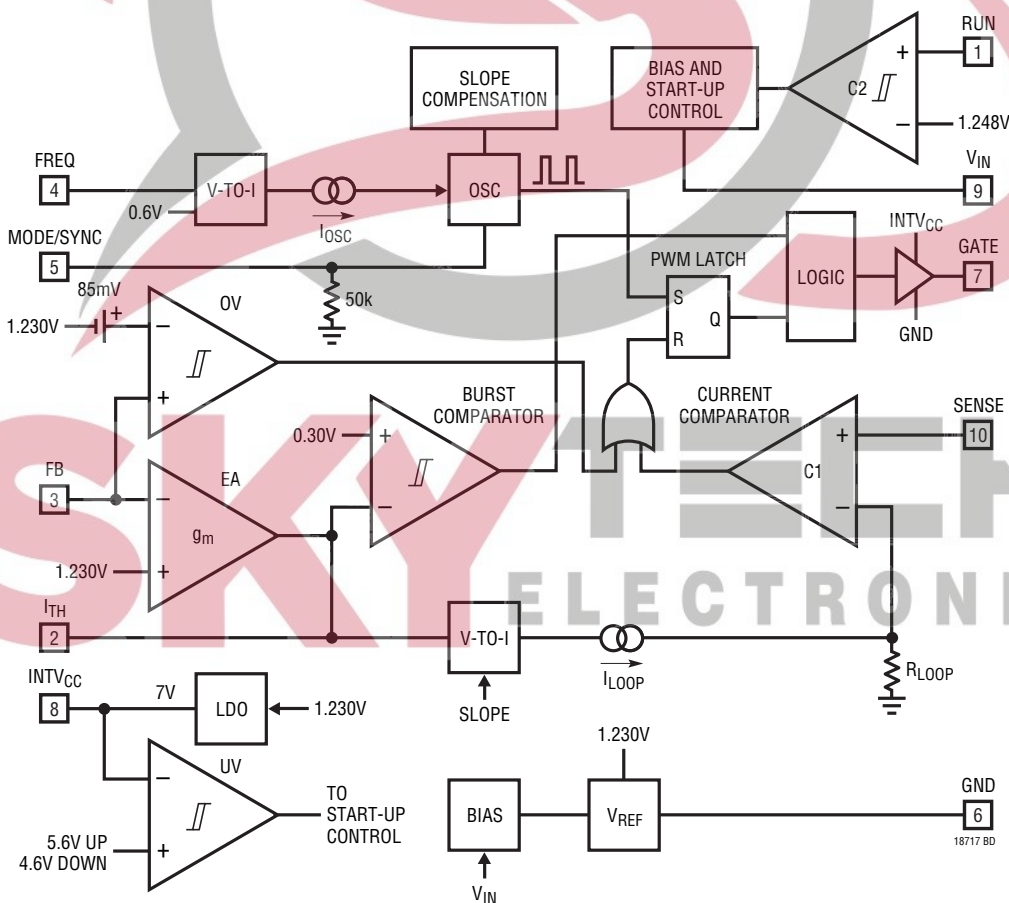 RUN
1
SLOPE
COMPENSATION
BIAS AND
START-UP
CONTROL
C2
+
−
1.248V
FREQ
4
V-TO-I
0.6V
IOSC
OSC
VIN
9
MODE/SYNC
5
50k
PWM LATCH
S
R
Q
LOGIC
INTVCC
GATE
7
GND
85mV
+
1.230V
OV
−
+
BURST
COMPARATOR
0.30V
+
−
CURRENT
COMPARATOR
C1
+
−
SENSE
10
FB
3
EA
−
gm
+
1.230V
SKYTECH
ELECTRONI
ITH
2
V-TO-I
SLOPE
ILOOP
RLOOP
INTVCC
8
7V
LDO
1.230V
UV
−
+
TO
START-UP
CONTROL
5.6V UP
4.6V DOWN
1.230V
BIAS
VREF
VIN
GND
6
18717 BD